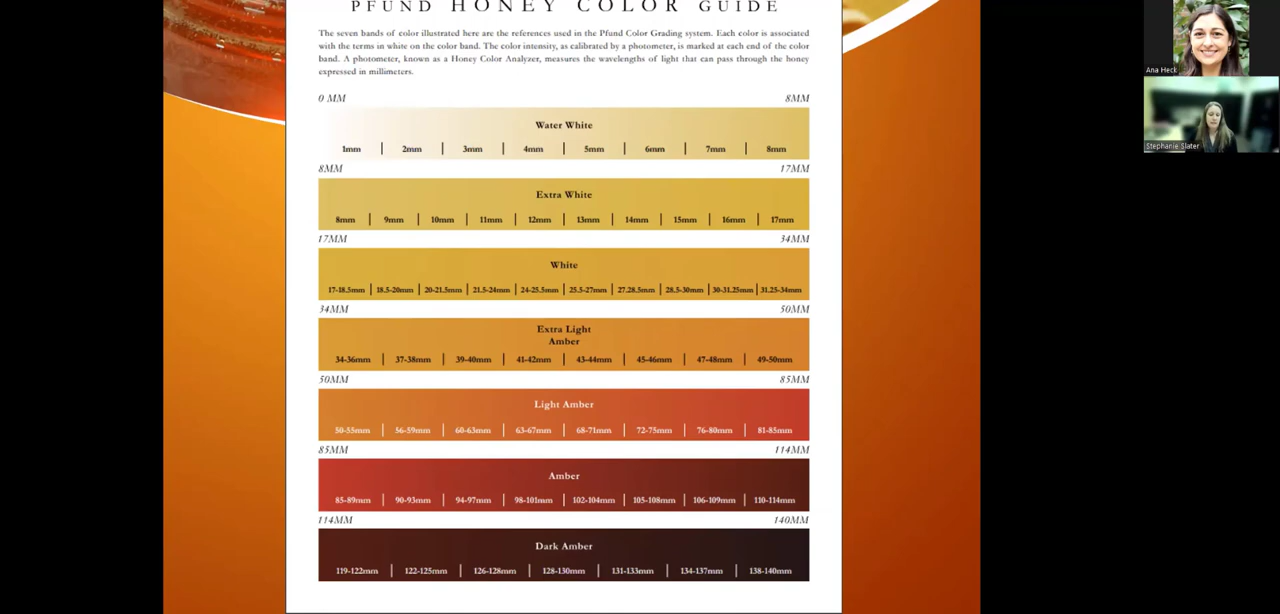 PFUND HONEY COLOR GUIDE
The seven bands of color illustrated here are the references used in the Pfund Color Grading system. Each color is associated
with the terms in white on the color band. The color intensity, as calibrated by a photometer, is marked at each end of the color
band. A photometer, known as a Honey Color Analyzer, measures the wavelengths of light that can pass through the honey
expressed in millimeters.
0 MM 8MM
Water White
1mm 2mm 3mm 4mm 5mm 6mm 7mm 8mm
8MM 17MM
Extra White
8mm 9mm 10mm 11mm 12mm 13mm 14mm 15mm 16mm 17mm
17MM 34MM
White
17-18.5mm 18.5-20mm 20-21.5mm 21.5-24mm 24-25.5mm 25.5-27mm 27.28.5mm 28.5-30mm 30-31.25mm 31.25-34mm
34MM 50MM
Extra Light
Amber
34-36mm 37-38mm 39-40mm 41-42mm 43-44mm 45-46mm 47-48mm 49-50mm
50MM 85MM
Light Amber
50-55mm 56-59mm 60-63mm 63-67mm 68-71mm 72-75mm 76-80mm 81-85mm
85MM 114MM
Amber
85-89mm 90-93mm 94-97mm 98-101mm 102-104mm 105-108mm 106-109mm 110-114mm
114MM 140MM
Dark Amber
119-122mm 122-125mm 126-128mm 128-130mm 131-133mm 134-137mm 138-140mm
Ana Heck
Stephanie Slater